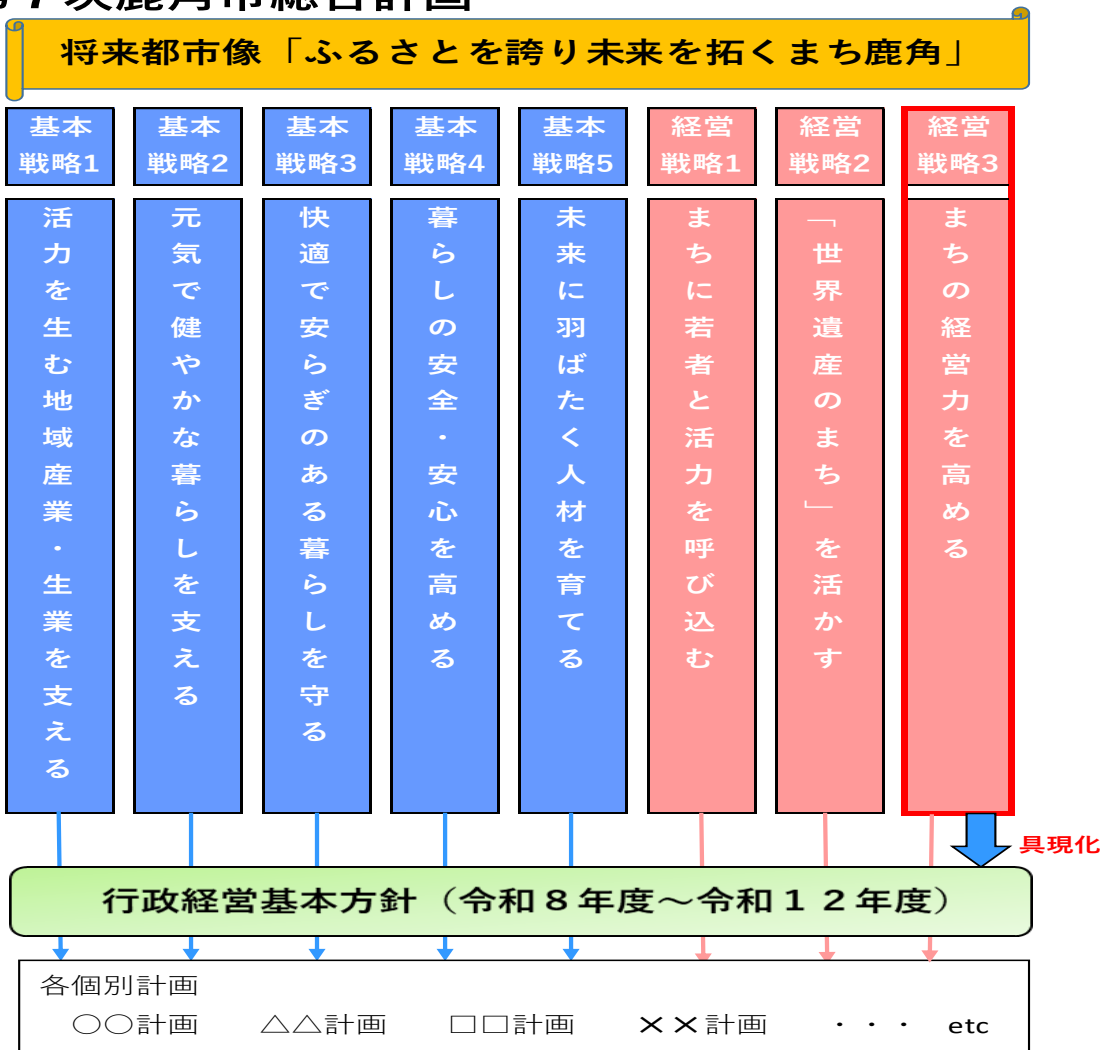 7次鹿角市総合計画
将来都市像「ふるさとを誇り未来を拓くまち鹿角」
基本
戦略1
活力を生む地域産業・生業を支える
基本
戦略2
元気で健やかな暮らしを支える
基本
戦略3
快適で安らぎのある暮らしを守る
基本
戦略4
暮らしの安全・安心を高める
基本
戦略5
未来に羽ばたく人材を育てる
経営
戦略1
まちに若者と活力を呼び込む
経営
戦略2
「世界遺産のまち」を活かす
経営
戦略3
まちの経営力を高める
具現化
行政経営基本方針（令和８年度～令和１２年度）
各個別計画
○○計画　△△計画　□□計画　××計画　・・・　etc